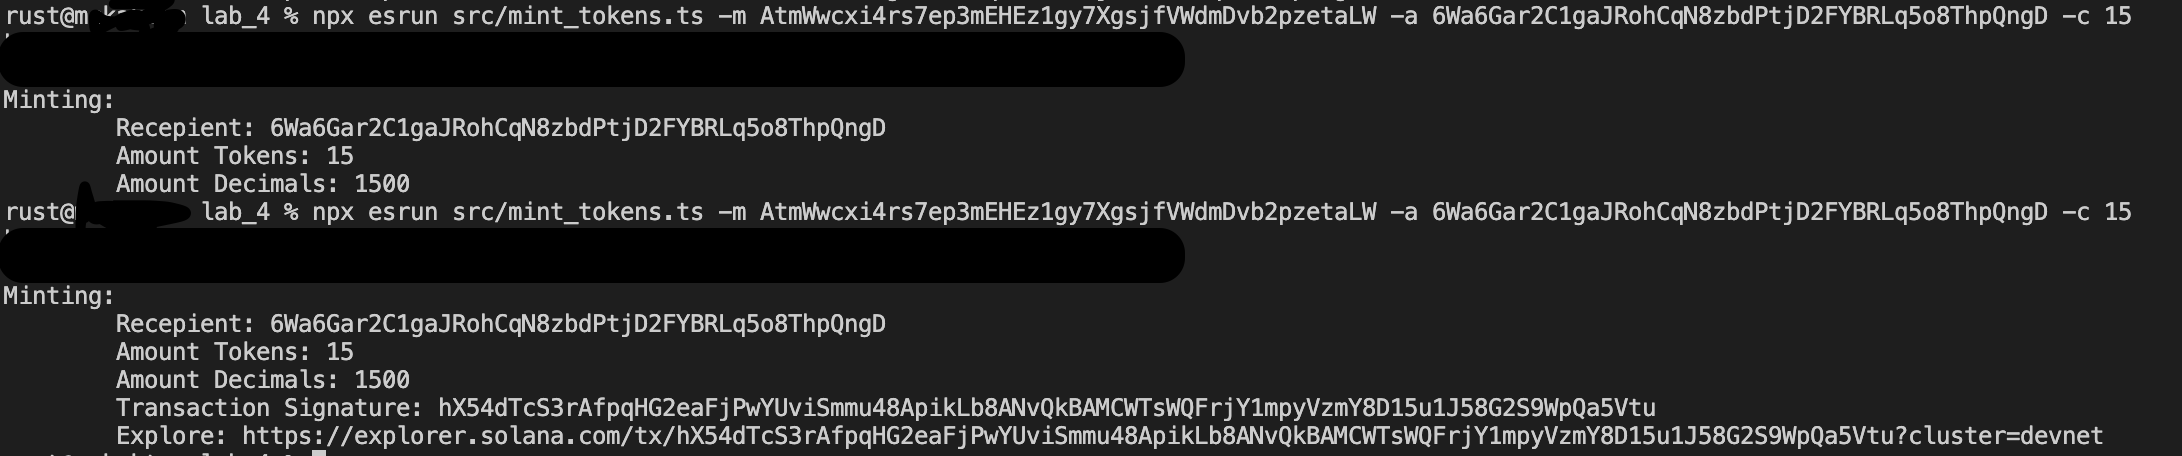 rust@m lab_4 % npx esrun src/mint_tokens.ts -m AtmWwcxi4rs7ep3mEHEz1gy7XgsjfVWdmDvb2pzetaLW -a 6Wa6Gar2C1gaJRohCqN8zbdPtjD2FYBRLq5o8ThpQngD -c 15
Minting:
Recepient: 6Wa6Gar2C1gaJRohCqN8zbdPtjD2FYBRLq5o8ThpQngD
Amount Tokens: 15
Amount Decimals: 1500
rust@ lab_4 % npx esrun src/mint_tokens.ts -m AtmWwcxi4rs7ep3mEHEz1gy7XgsjfVWdmDvb2pzetaLW -a 6Wa6Gar2C1gaJRohCqN8zbdPtjD2FYBRLq5o8ThpQngD -c 15
Minting:
Recepient: 6Wa6Gar2C1gaJRohCqN8zbdPtjD2FYBRLq5o8ThpQngD
Amount Tokens: 15
Amount Decimals: 1500
Transaction Signature: hX54dTcS3rAfpqHG2eaFjPwYUviSmmu48ApikLb8ANvQkBAMCWTsWQFrjY1mpyVzmY8D15u1J58G2S9WpQa5Vtu
Explore: https://explorer.solana.com/tx/hX54dTcS3rAfpqHG2eaFjPwYUviSmmu48ApikLb8ANvQkBAMCWTsWQFrjY1mpyVzmY8D15u1J58G2S9WpQa5Vtu?cluster=devnet